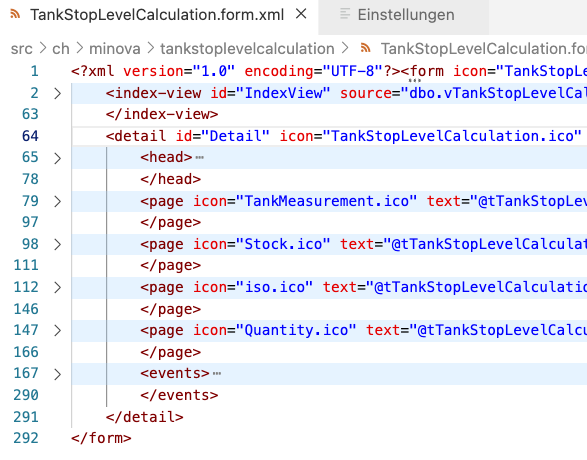 TankStopLevelCalculation.form.xml × Einstellungen
src > ch > minova > tankstoplevelcalculation > TankStopLevelCalculation.fo
1 <?xml version="1.0" encoding="UTF-8"?><form icon="TankStopLe
2 > <index-view id="IndexView" source="dbo.vTankStopLevelCal
63 </index-view>
64 <detail id="Detail" icon="TankStopLevelCalculation.ico"
65 > <head>⋯
78 </head>
79 > <page icon="TankMeasurement.ico" text="@tTankStopLe
97 </page>
98 > <page icon="Stock.ico" text="@tTankStopLevelCalculat
111 </page>
112 > <page icon="iso.ico" text="@tTankStopLevelCalculatio
146 </page>
147 > <page icon="Quantity.ico" text="@tTankStopLevelCalcu
166 </page>
167 > <events>⋯
290 </events>
291 </detail>
292 </form>